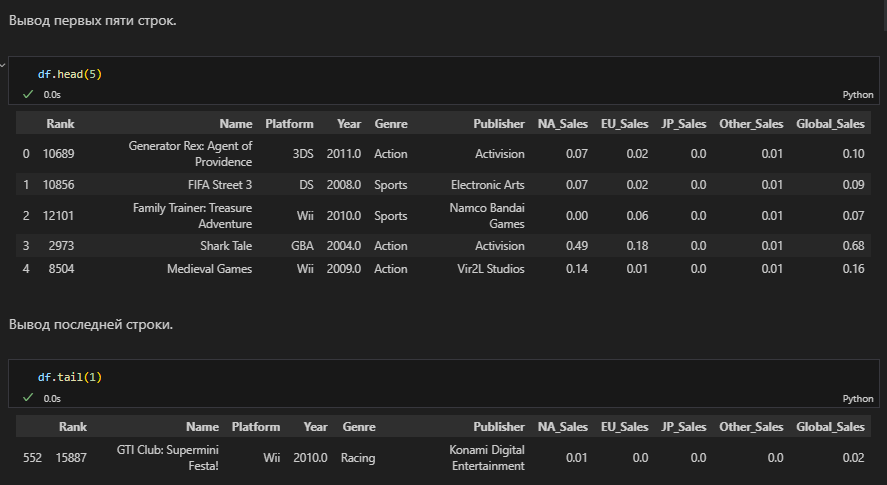 Вывод первых пяти строк.
df.head(5)
0.0s Python
Rank Name Platform Year Genre Publisher NA_Sales EU_Sales JP_Sales Other_Sales Global_Sales
0 10689 Generator Rex: Agent of Providence 3DS 2011.0 Action Activision 0.07 0.02 0.0 0.01 0.10
1 10856 FIFA Street 3 DS 2008.0 Sports Electronic Arts 0.07 0.02 0.0 0.01 0.09
2 12101 Family Trainer: Treasure Adventure Wii 2010.0 Sports Namco Bandai Games 0.00 0.06 0.0 0.01 0.07
3 2973 Shark Tale GBA 2004.0 Action Activision 0.49 0.18 0.0 0.01 0.68
4 8504 Medieval Games Wii 2009.0 Action Vir2L Studios 0.14 0.01 0.0 0.01 0.16
Вывод последней строки.
df.tail(1)
0.0s Python
Rank Name Platform Year Genre Publisher NA_Sales EU_Sales JP_Sales Other_Sales Global_Sales
552 15887 GTI Club: Supermini Festa! Wii 2010.0 Racing Konami Digital Entertainment 0.01 0.0 0.0 0.0 0.02